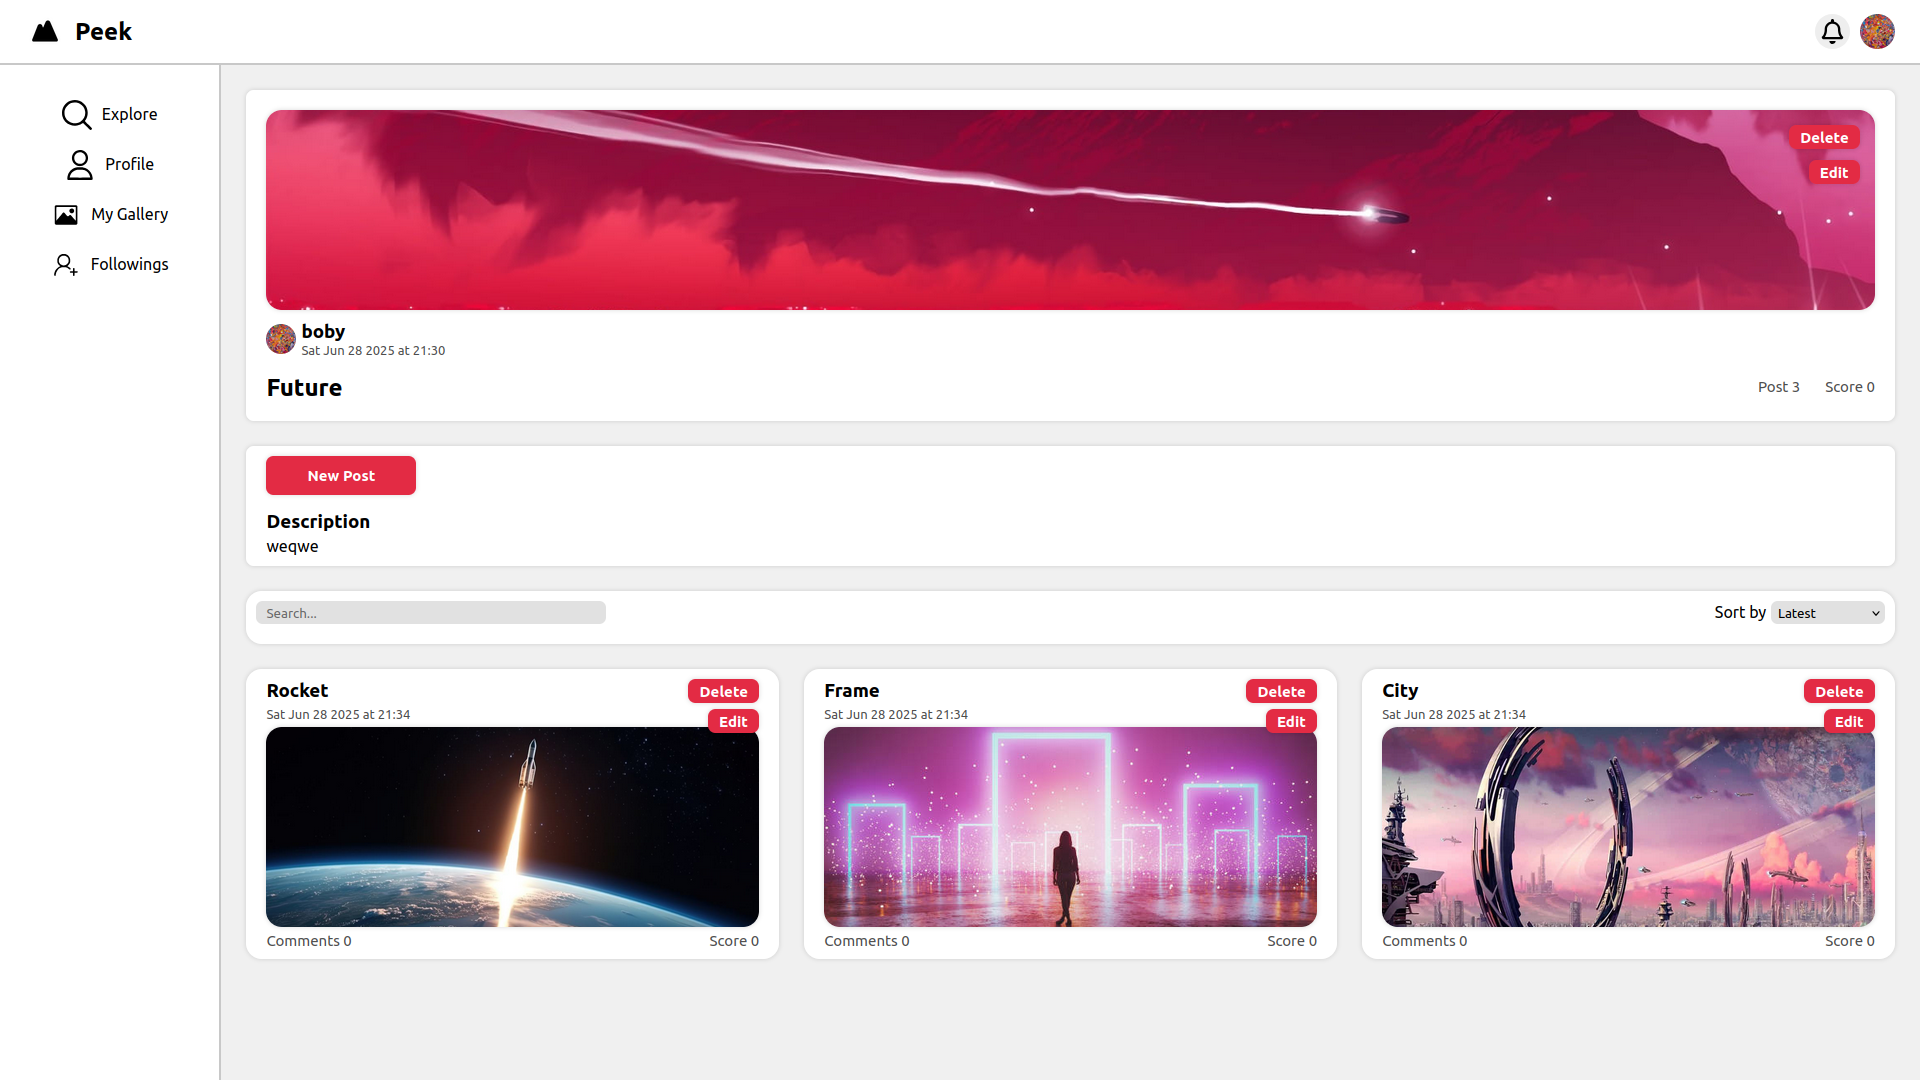 Peek
Explore
Profile
My Gallery
Followings
Delete
Edit
boby
Sat Jun 28 2025 at 21:30
Future
Post 3 Score 0
New Post
Description
weqwe
Search...
Sort by Latest
Rocket
Delete
Sat Jun 28 2025 at 21:34
Edit
Comments 0 Score 0
Frame
Delete
Sat Jun 28 2025 at 21:34
Edit
Comments 0 Score 0
City
Delete
Sat Jun 28 2025 at 21:34
Edit
Comments 0 Score 0